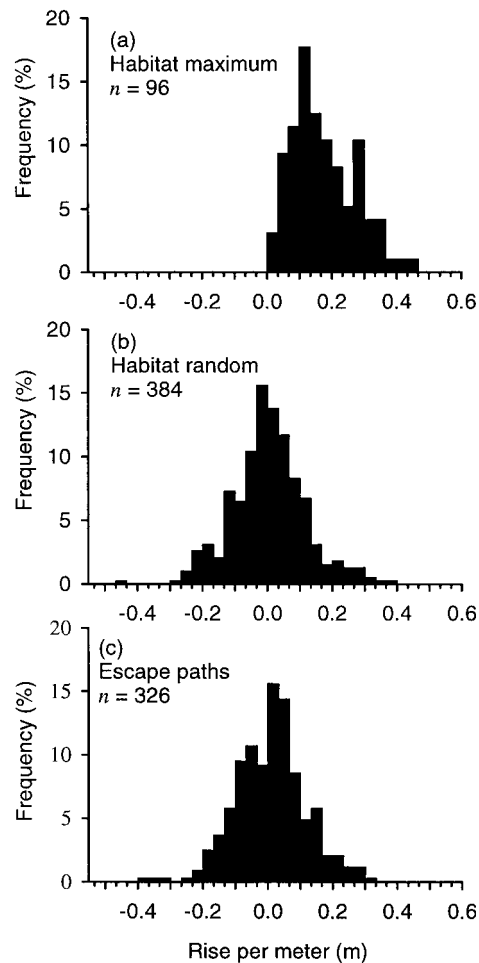 (a)
Habitat maximum
n = 96
Frequency (%)
20
15
10
5
0
-0.4 -0.2 0.0 0.2 0.4 0.6
(b)
Habitat random
n = 384
Frequency (%)
20
15
10
5
0
-0.4 -0.2 0.0 0.2 0.4 0.6
(c)
Escape paths
n = 326
Frequency (%)
20
15
10
5
0
-0.4 -0.2 0.0 0.2 0.4 0.6
Rise per meter (m)